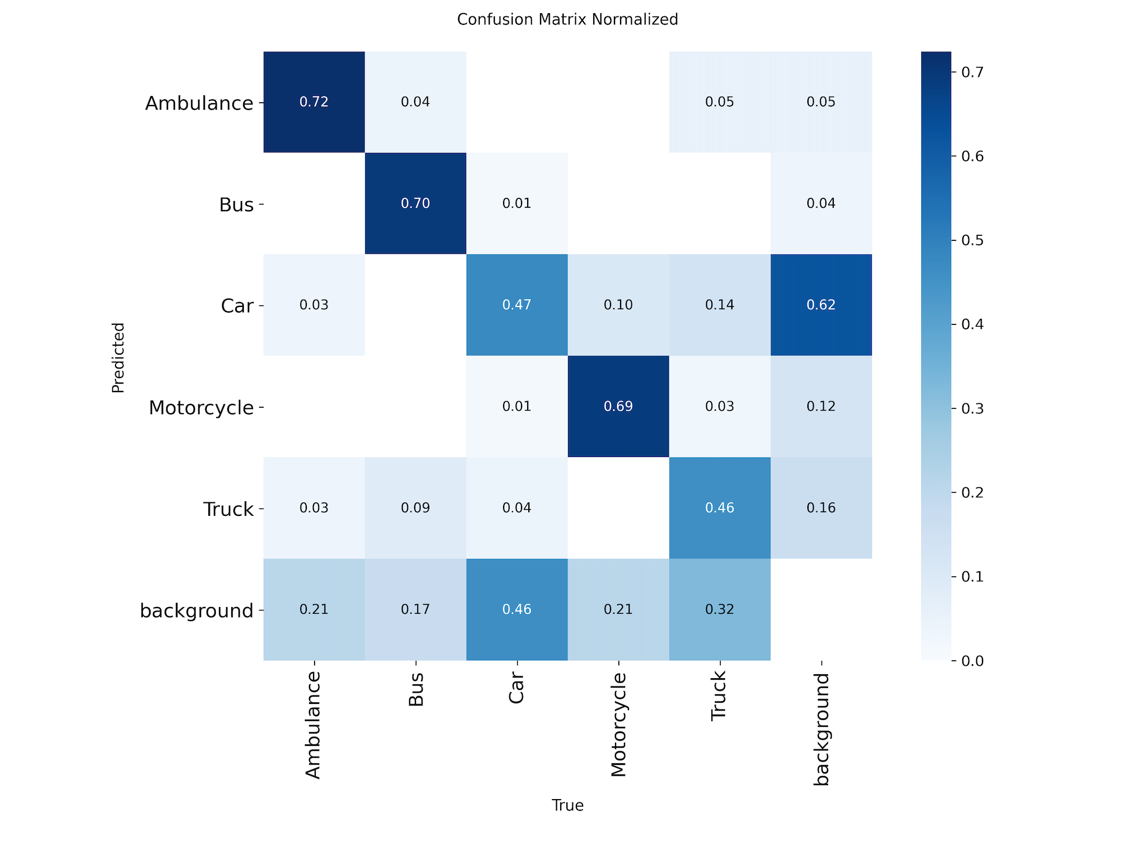 Confusion Matrix Normalized
Ambulance 0.72 0.04 0.05 0.05
Bus 0.70 0.01 0.04
Car 0.03 0.47 0.10 0.14 0.62
Motorcycle 0.01 0.69 0.03 0.12
Truck 0.03 0.09 0.04 0.46 0.16
background 0.21 0.17 0.46 0.21 0.32
Predicted
Ambulance Bus Car Motorcycle Truck background
True
0.7
0.6
0.5
0.4
0.3
0.2
0.1
0.0